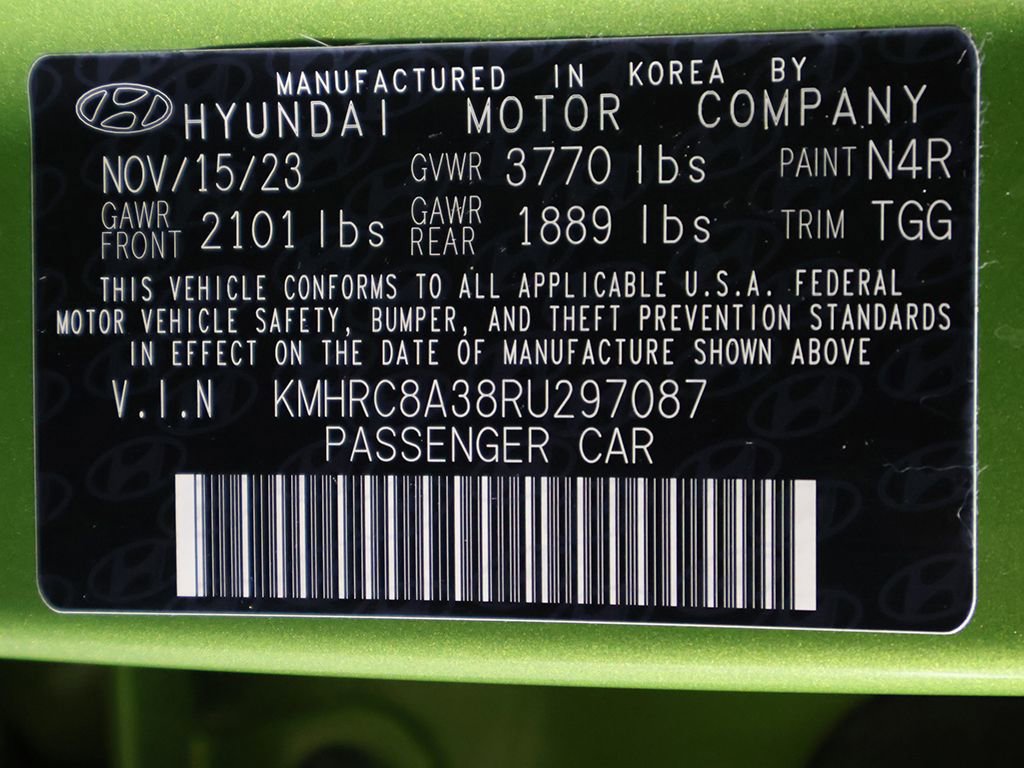 MANUFACTURED IN KOREA BY
HYUNDAI MOTOR COMPANY
NOV/15/23 GVWR 3770 lbs PAINT N4R
GAWR FRONT 2101 lbs GAWR REAR 1889 lbs TRIM TGG
THIS VEHICLE CONFORMS TO ALL APPLICABLE U.S.A. FEDERAL
MOTOR VEHICLE SAFETY, BUMPER, AND THEFT PREVENTION STANDARDS
IN EFFECT ON THE DATE OF MANUFACTURE SHOWN ABOVE
V.I.N KMHRC8A38RU297087
PASSENGER CAR